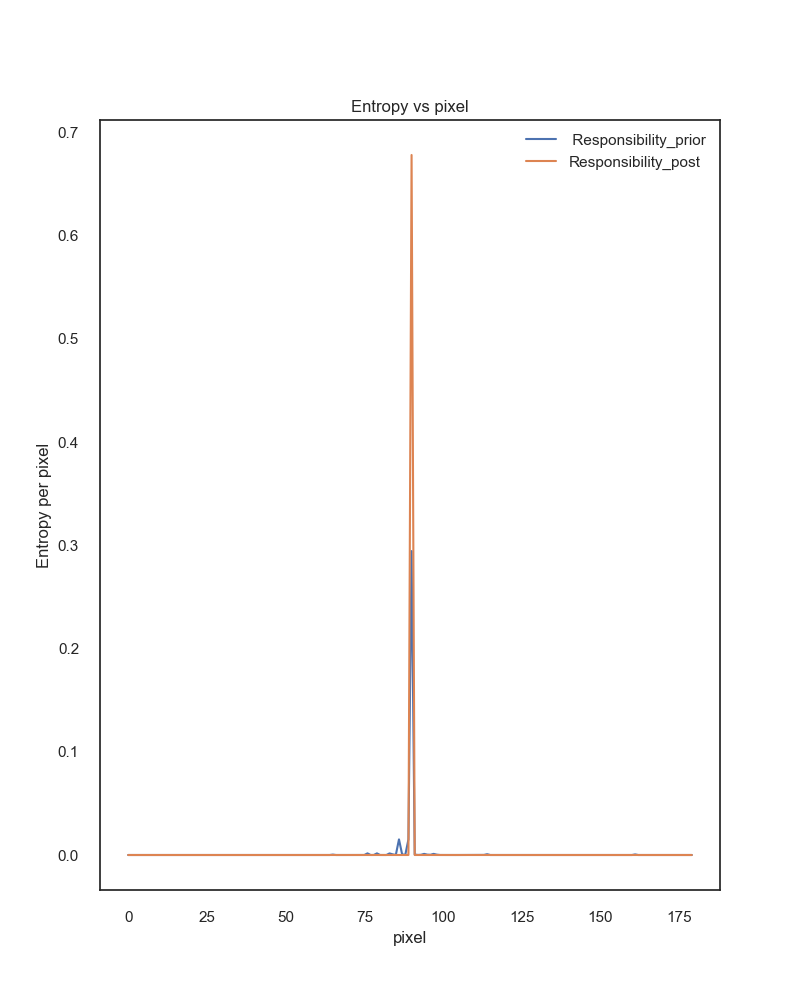 Entropy vs pixel
Responsibility_prior
Responsibility_post
0.7
0.6
0.5
0.4
0.3
0.2
0.1
0.0
Entropy per pixel
0 25 50 75 100 125 150 175
pixel